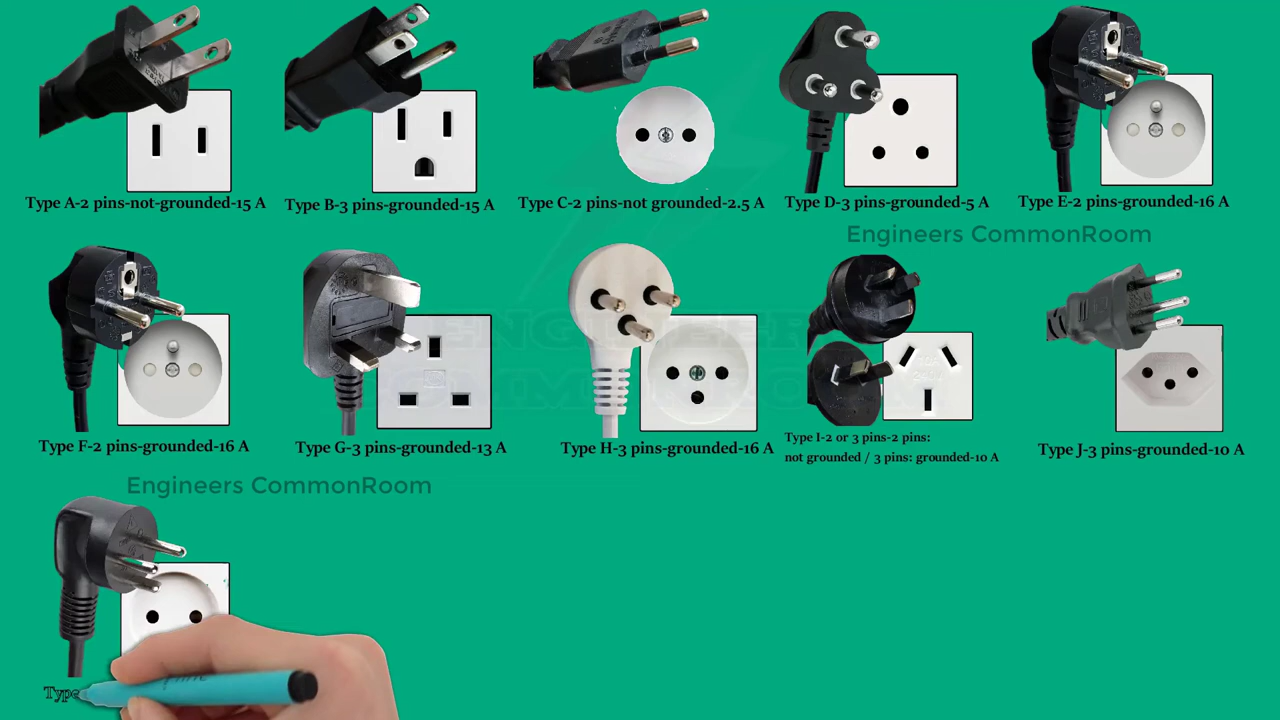 Type A-2 pins-not-grounded-15 A
Type B-3 pins-grounded-15 A
Type C-2 pins-not grounded-2.5 A
Type D-3 pins-grounded-5 A
Type E-2 pins-grounded-16 A
Engineers CommonRoom
Type F-2 pins-grounded-16 A
Type G-3 pins-grounded-13 A
Type H-3 pins-grounded-16 A
Type I-2 or 3 pins-2 pins:
not grounded / 3 pins: grounded-10 A
Type J-3 pins-grounded-10 A
Engineers CommonRoom
Type